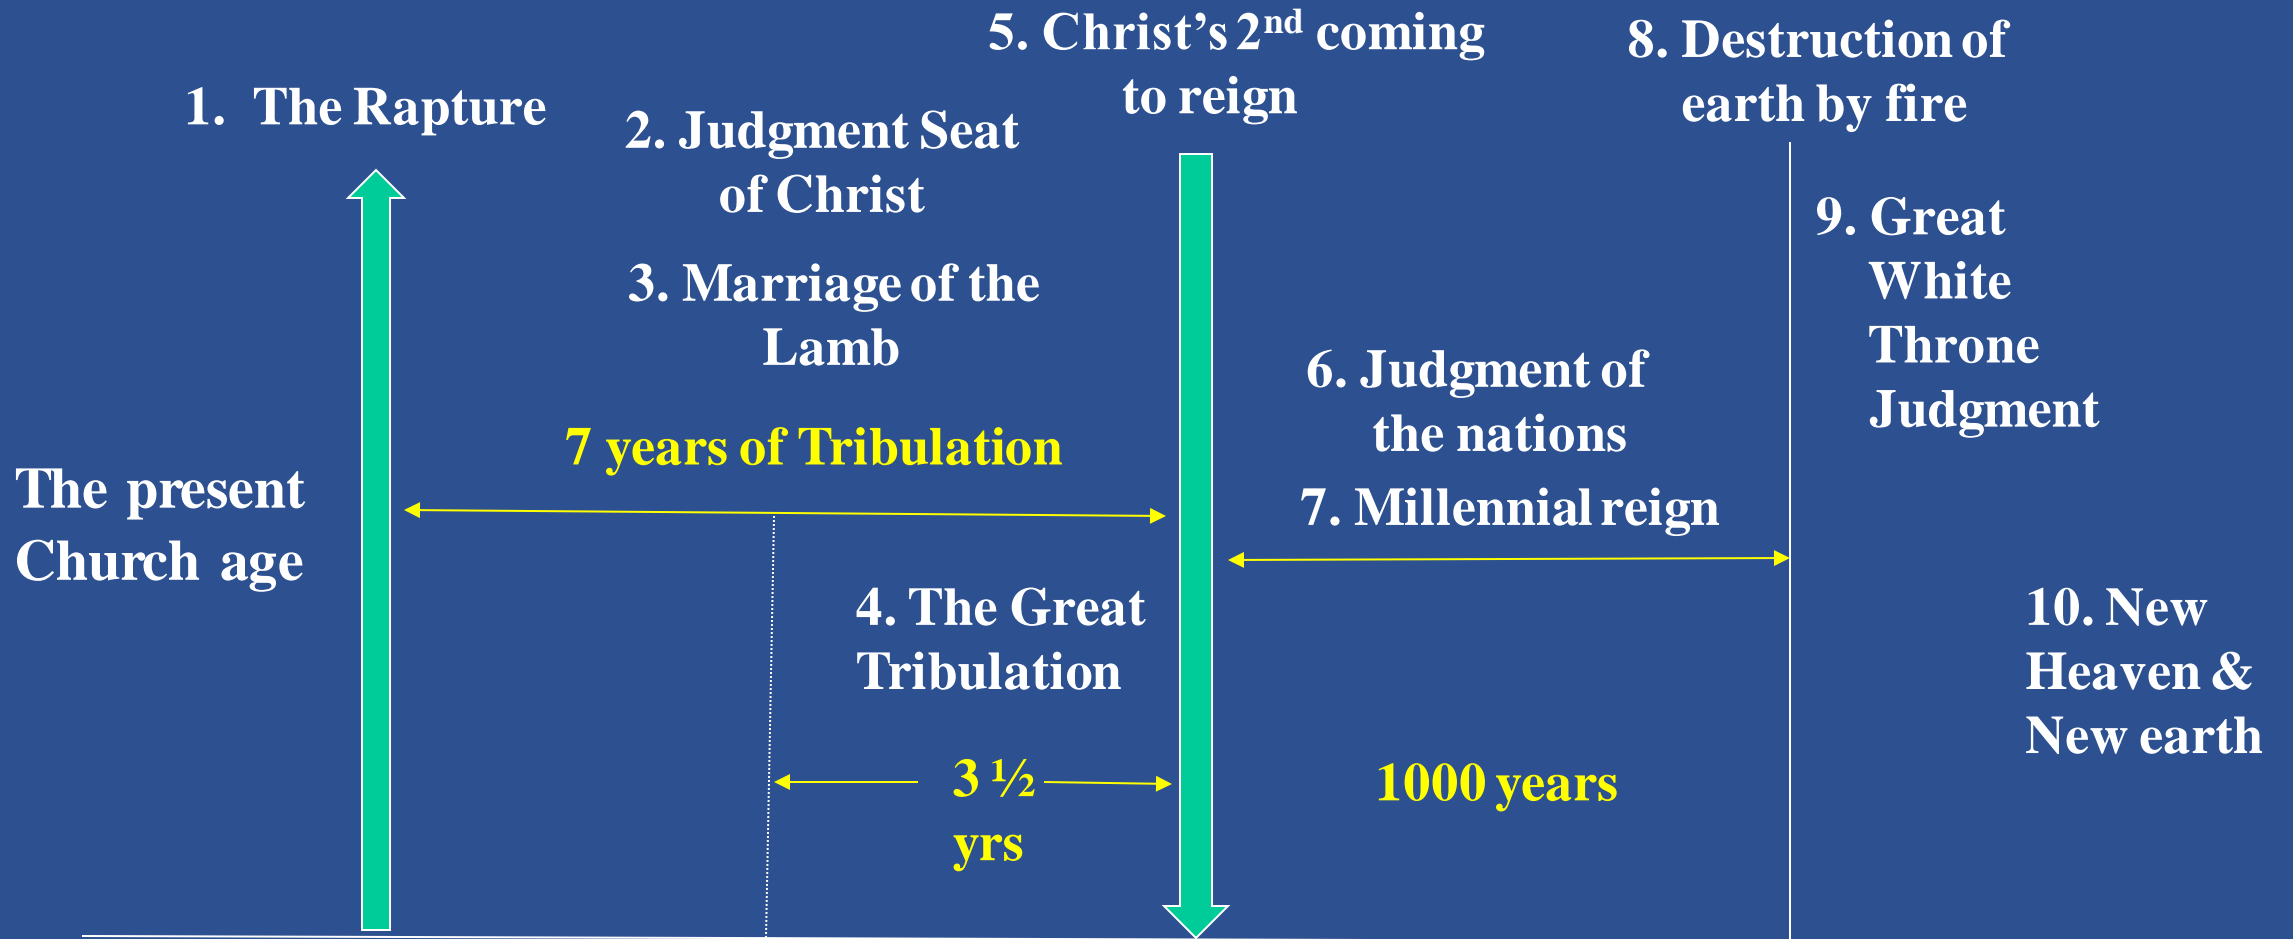 1. The Rapture
2. Judgment Seat
of Christ
3. Marriage of the
Lamb
7 years of Tribulation
The present
Church age
4. The Great
Tribulation
3 ½
yrs
5. Christ’s 2nd coming
to reign
6. Judgment of
the nations
7. Millennial reign
1000 years
8. Destruction of
earth by fire
9. Great
White
Throne
Judgment
10. New
Heaven &
New earth